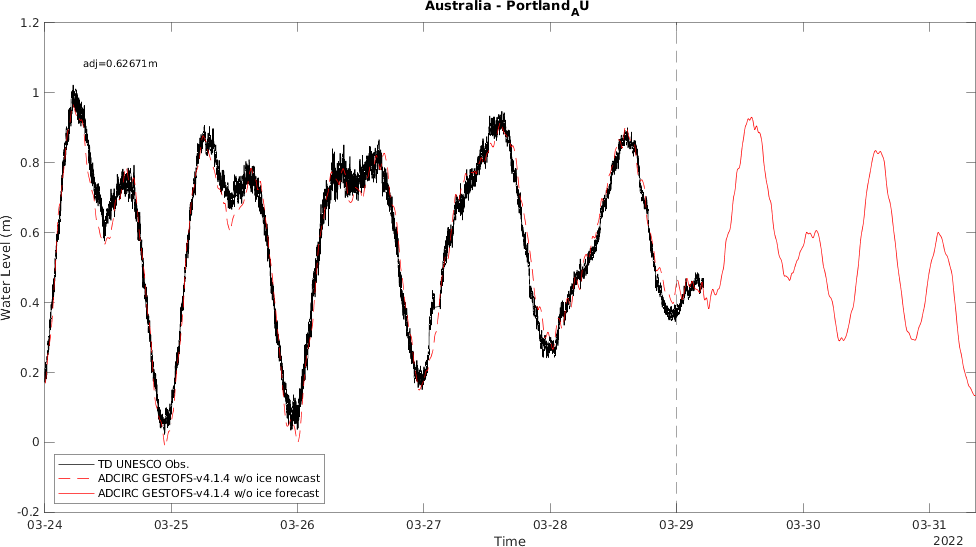 Australia - Portland_AU
adj=0.62671m
1.2
1
0.8
0.6
0.4
0.2
0
-0.2
Water Level (m)
TD UNESCO Obs.
ADCIRC GESTOFS-v4.1.4 w/o ice nowcast
ADCIRC GESTOFS-v4.1.4 w/o ice forecast
03-24 03-25 03-26 03-27 03-28 03-29 03-30 03-31
Time
2022